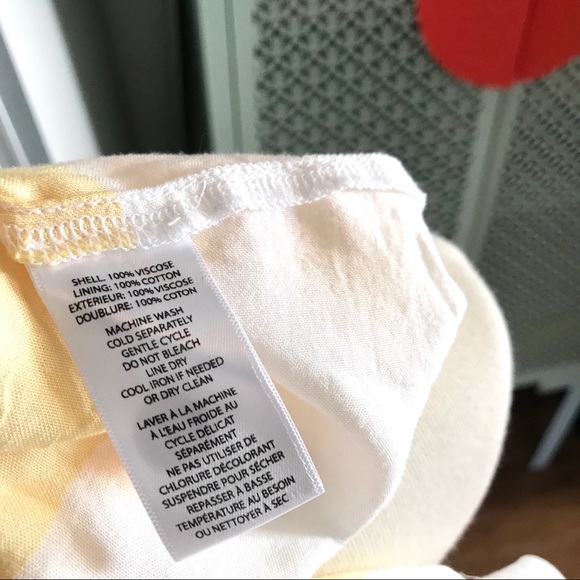 SHELL. 100% VISCOSE
LINING: 100% COTTON
EXTERIEUR: 100% VISCOSE
DOUBLURE: 100% COTON
MACHINE WASH
COLD SEPARATELY
GENTLE CYCLE
DO NOT BLEACH
LINE DRY
COOL IRON IF NEEDED
OR DRY CLEAN
LAVER À LA MACHINE
À L'EAU FROIDE AU
CYCLE DÉLICAT
SÉPARÉMENT
NE PAS UTILISER DE
CHLORURE DÉCOLORANT
SUSPENDRE POUR SÉCHER
REPASSER À BASSE
TEMPÉRATURE AU BESOIN
OU NETTOYER À SEC